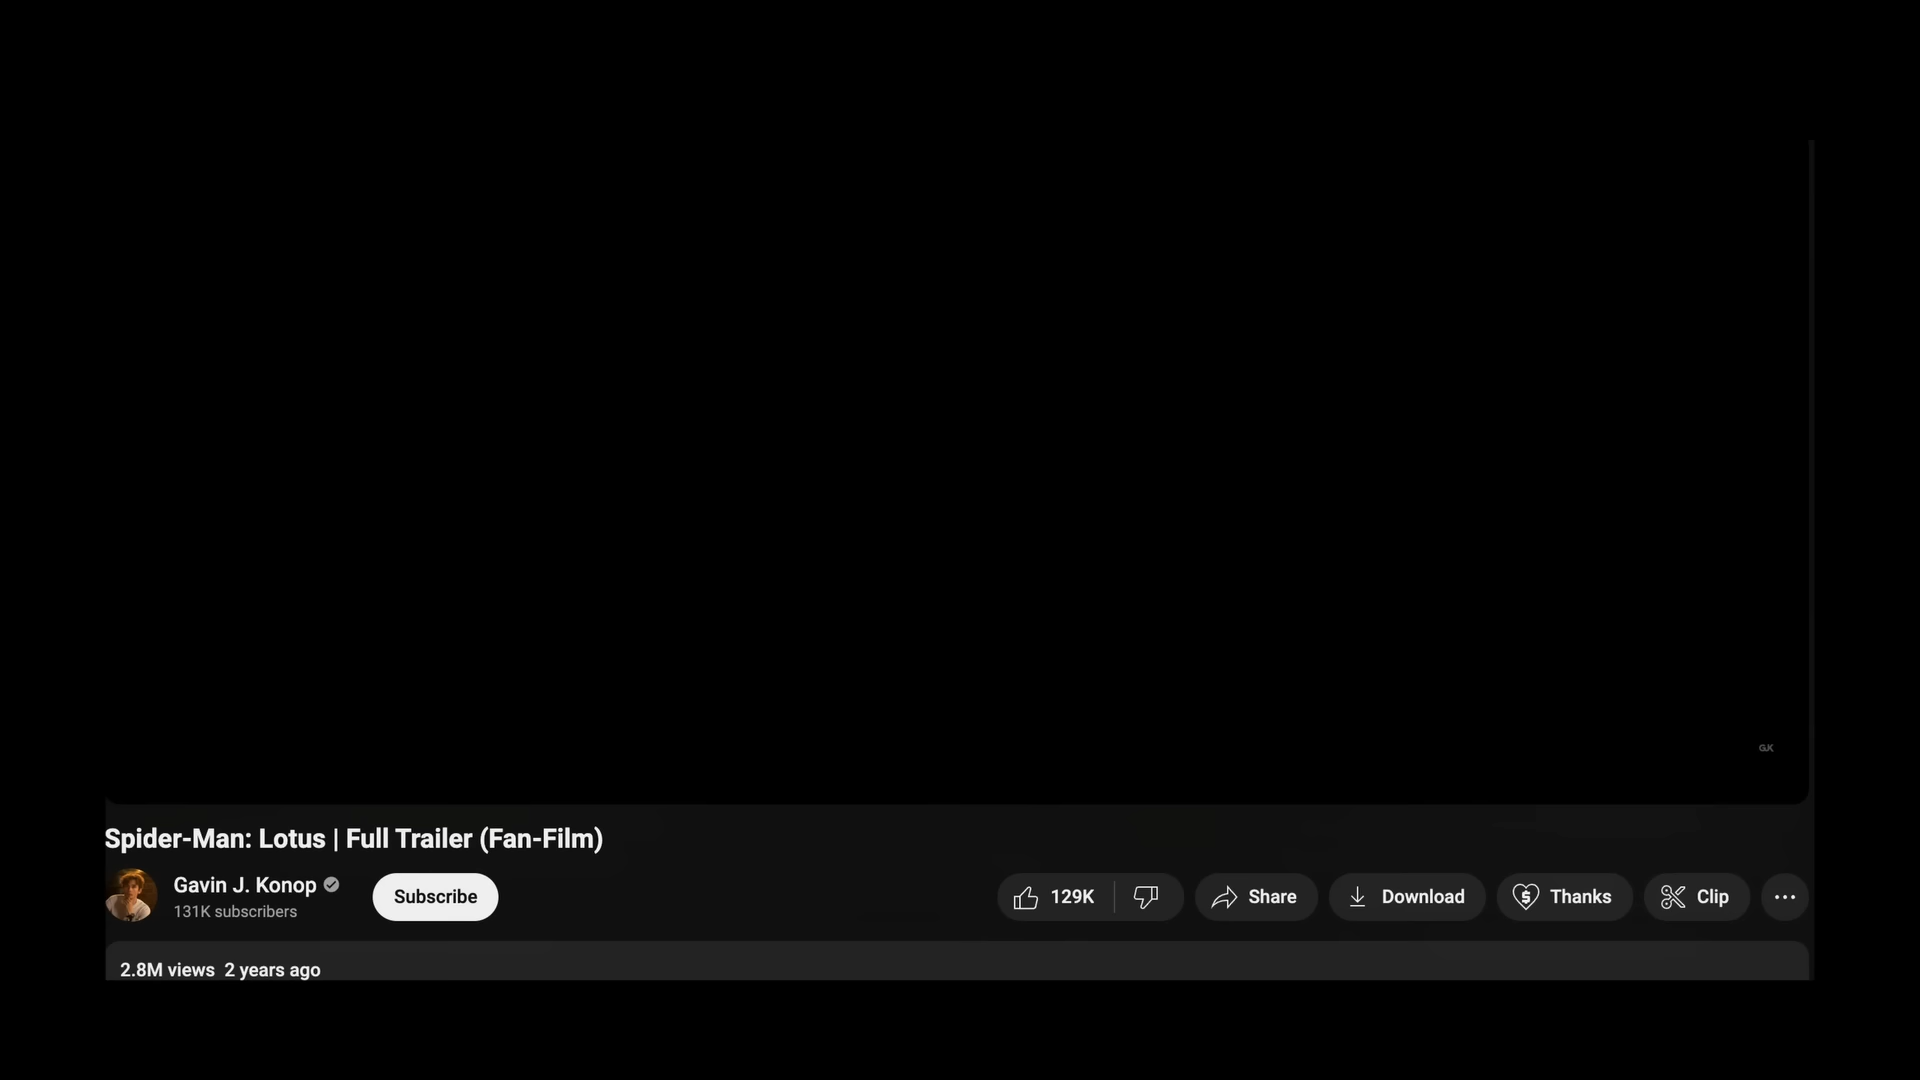 GJK
Spider-Man: Lotus | Full Trailer (Fan-Film)
Gavin J. Konop
131K subscribers
Subscribe
129K
Share
Download
Thanks
Clip
2.8M views 2 years ago